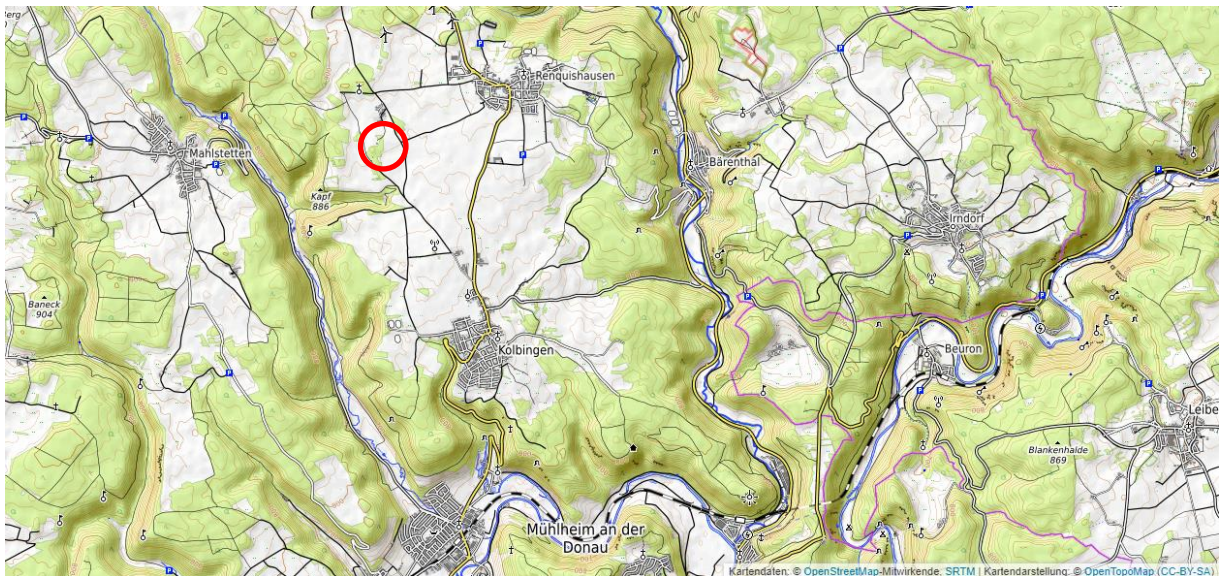 Berg
Renquishausen
Mahlstetten
Bärenthal
Kapf
886
Irndorf
Baneck
904
Kolbingen
Beuron
Leibe
Blankenhalde
869
Mühlheim an der
Donau
Kartendaten: © OpenStreetMap-Mitwirkende, SRTM | Kartendarstellung: © OpenTopoMap (CC-BY-SA)